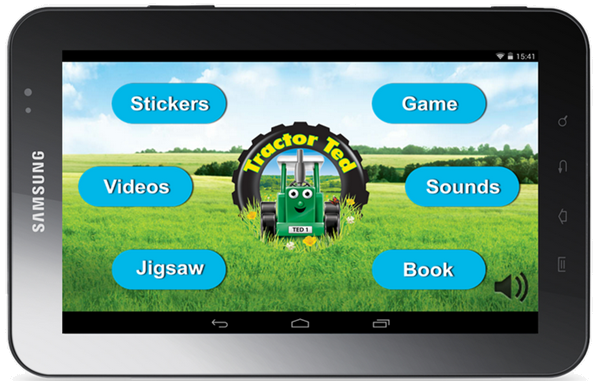 15:41
Stickers
Game
Tractor Ted
Videos
Sounds
TED 1
Jigsaw
Book
SAMSUNG